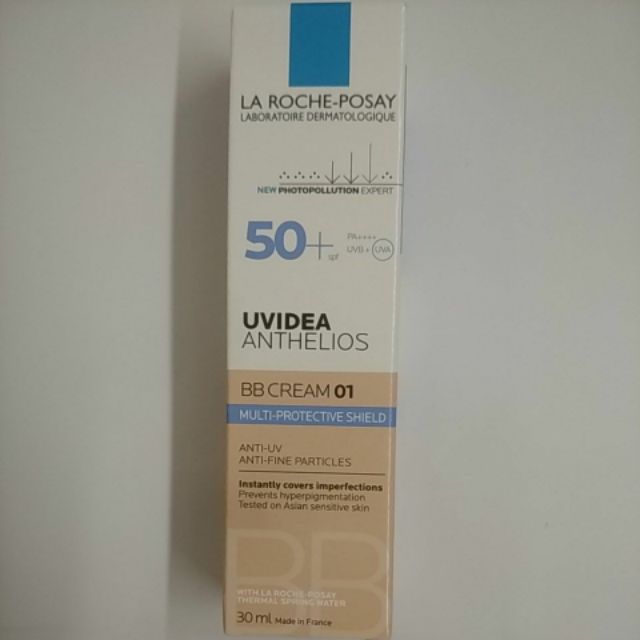 LA ROCHE-POSAY
LABORATOIRE DERMATOLOGIQUE
NEW PHOTOPOLLUTION EXPERT
50+ spf
PA++++
UVB + UVA
UVIDEA
ANTHELIOS
BB CREAM 01
MULTI-PROTECTIVE SHIELD
ANTI-UV
ANTI-FINE PARTICLES
Instantly covers imperfections
Prevents hyperpigmentation
Tested on Asian sensitive skin
BB
WITH LA ROCHE-POSAY
THERMAL SPRING WATER
30 ml Made in France